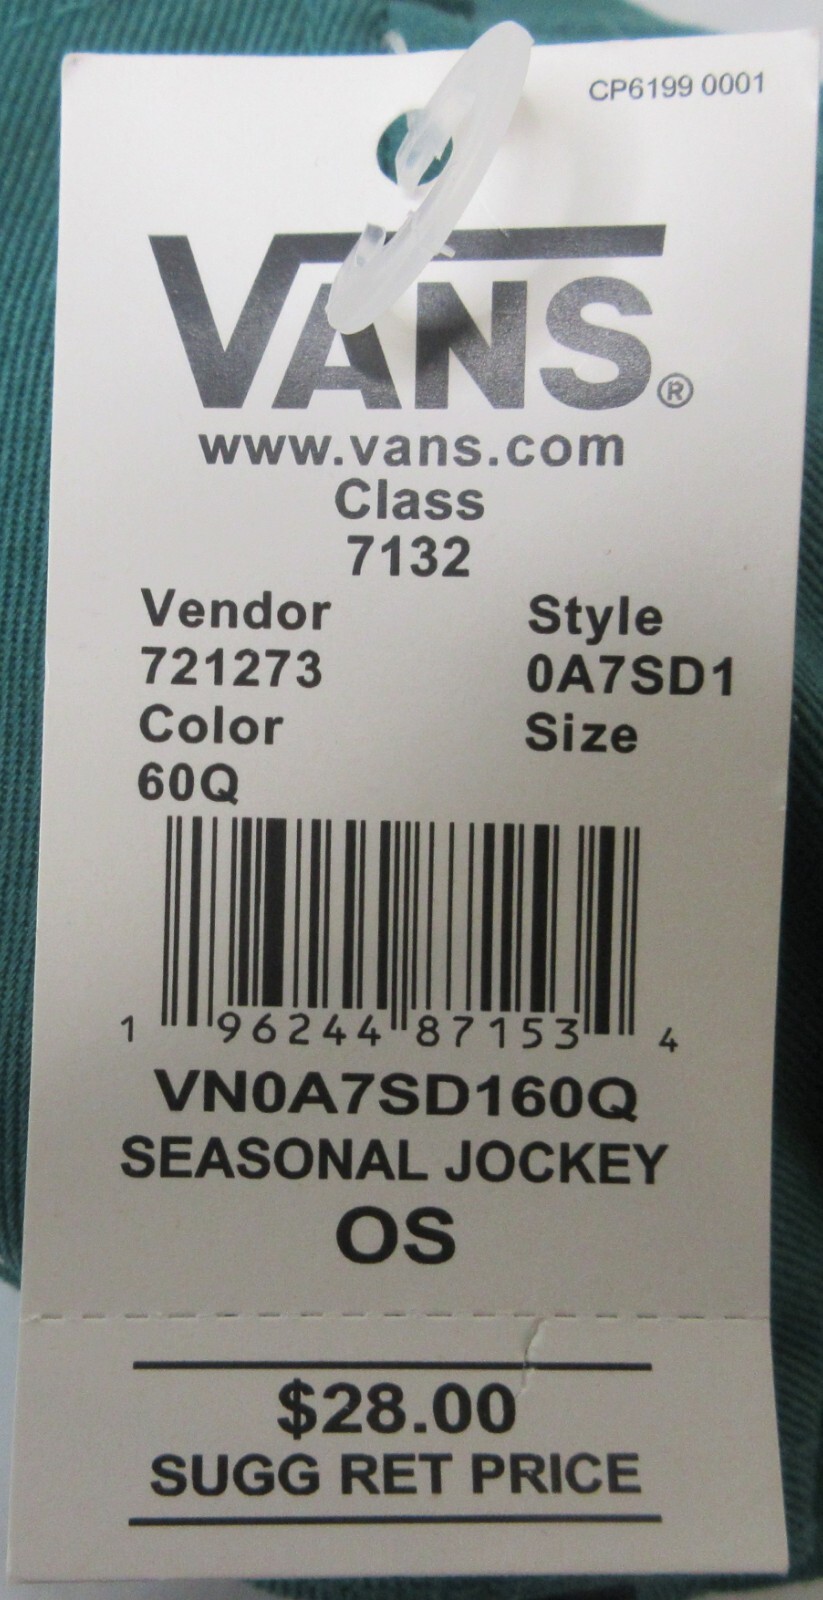 CP6199 0001
VANS®
www.vans.com
Class
7132
Vendor Style
721273 0A7SD1
Color Size
60Q
1 96244 87153 4
VN0A7SD160Q
SEASONAL JOCKEY
OS
$28.00
SUGG RET PRICE